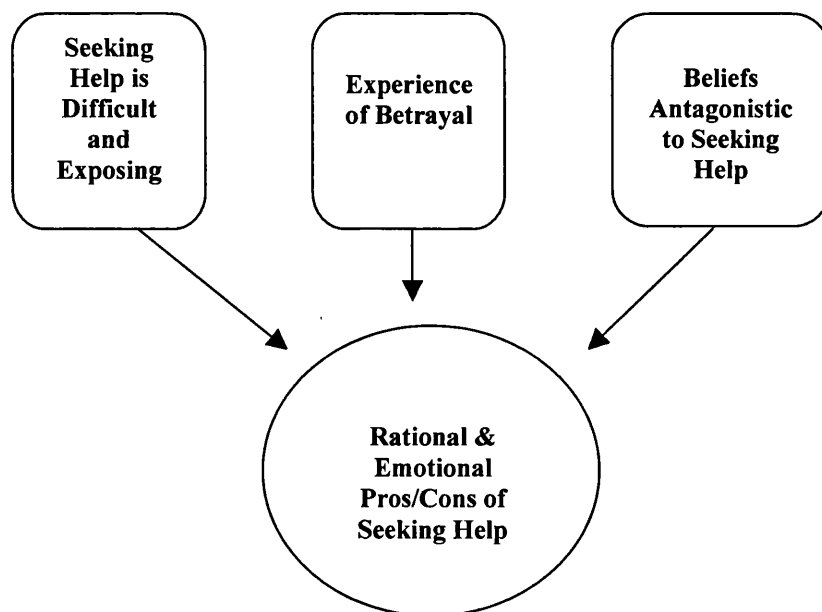 Seeking
Help is
Difficult
and
Exposing
Experience
of Betrayal
Beliefs
Antagonistic
to Seeking
Help
Rational &
Emotional
Pros/Cons of
Seeking Help